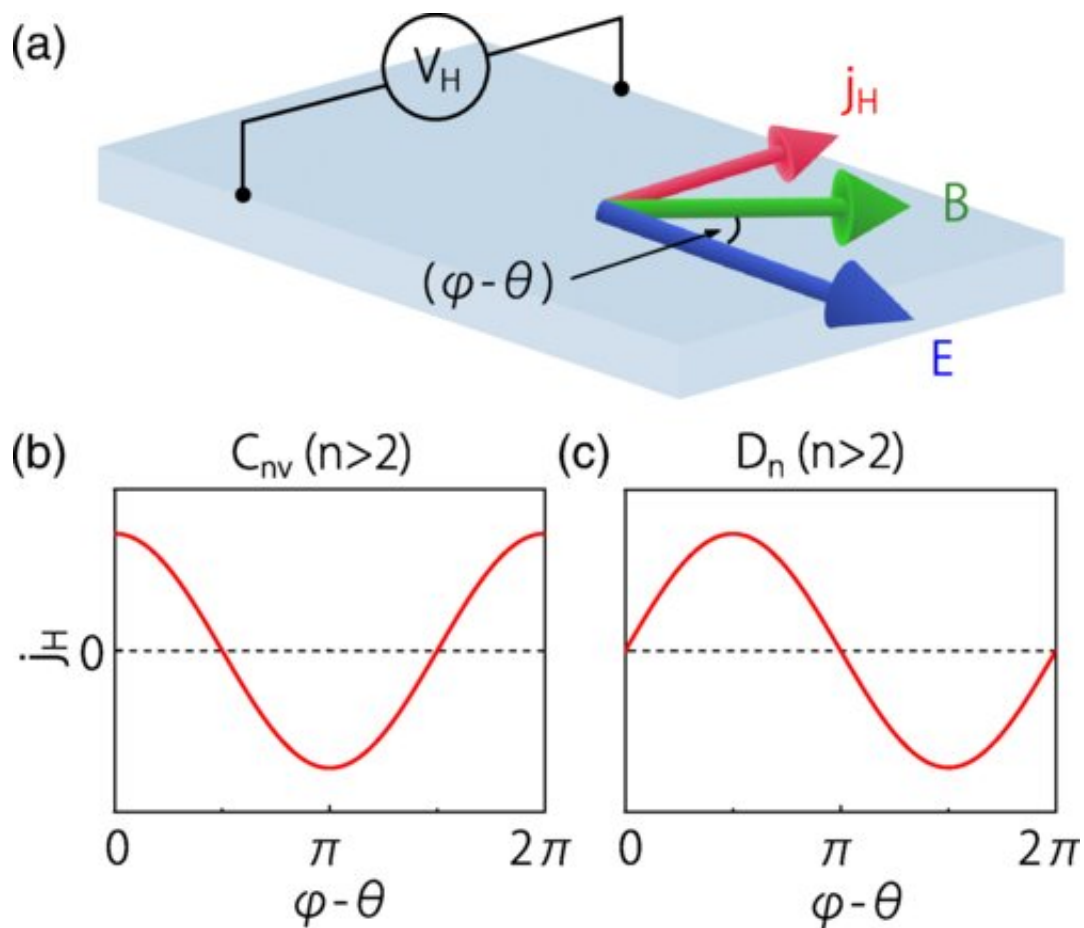 (a)
V_H
j_H
B
(φ-θ)
E
(b)
C_nv (n>2)
(c)
D_n (n>2)
j_H
0
0
π
2π
0
π
2π
φ-θ
φ-θ